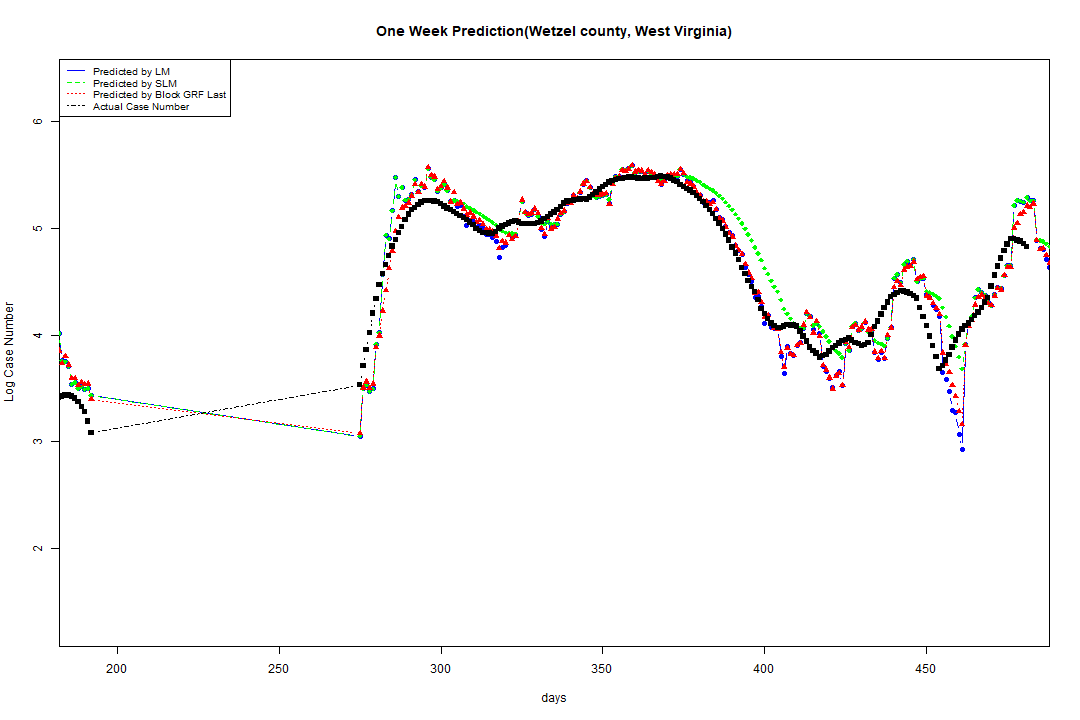 One Week Prediction(Wetzel county, West Virginia)
Predicted by LM
Predicted by SLM
Predicted by Block GRF Last
Actual Case Number
6
5
4
3
2
Log Case Number
200 250 300 350 400 450
days